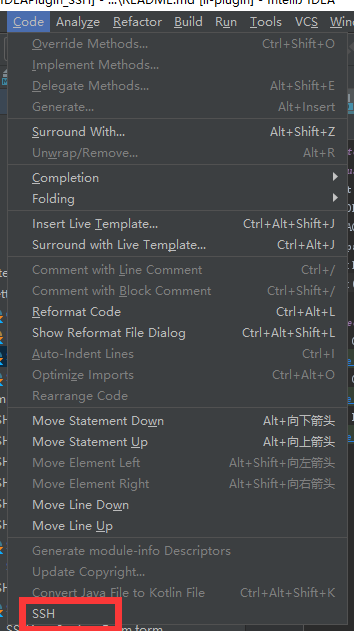 IDEAPlugin_SSH] - ...\README.md [li-plugin] - IntelliJ IDEA
Code Analyze Refactor Build Run Tools VCS Window
Override Methods... Ctrl+Shift+O
Implement Methods...
Delegate Methods... Alt+Shift+E
Generate... Alt+Insert
Surround With... Alt+Shift+Z
Unwrap/Remove... Alt+R
Completion
Folding
Insert Live Template... Ctrl+Alt+Shift+J
Surround with Live Template... Ctrl+Alt+J
Comment with Line Comment Ctrl+/
Comment with Block Comment Ctrl+Shift+/
Reformat Code Ctrl+Alt+L
Show Reformat File Dialog Ctrl+Alt+Shift+L
Auto-Indent Lines Ctrl+I
Optimize Imports Ctrl+Alt+O
Rearrange Code
Move Statement Down Alt+向下箭头
Move Statement Up Alt+向上箭头
Move Element Left Alt+Shift+向左箭头
Move Element Right Alt+Shift+向右箭头
Move Line Down
Move Line Up
Generate module-info Descriptors
Update Copyright...
Convert Java File to Kotlin File Ctrl+Alt+Shift+K
SSH